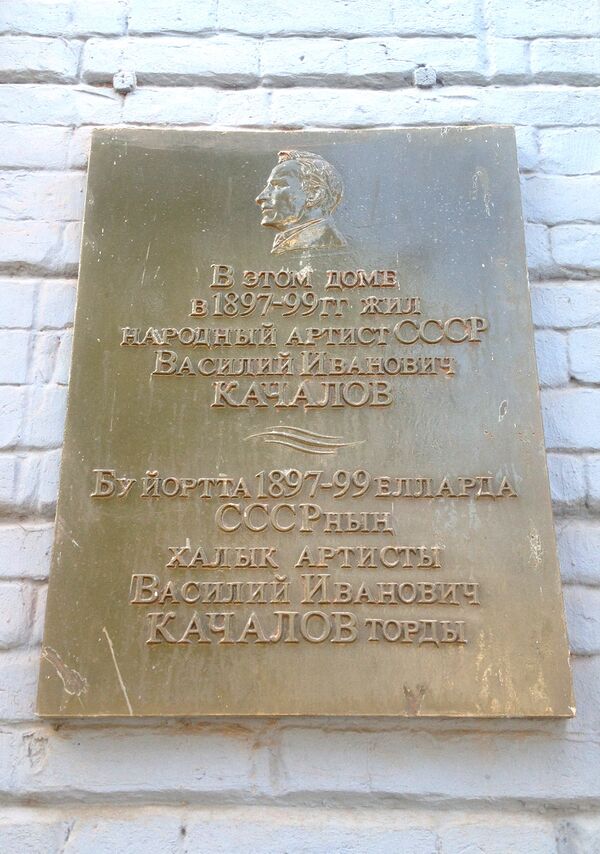 В этом доме
в 1897-99 гг жил
народный артист СССР
Василий Иванович
КАЧАЛОВ
Бу йортта 1897-99 елларда
СССРның
халык артисты
Василий Иванович
КАЧАЛОВ торды